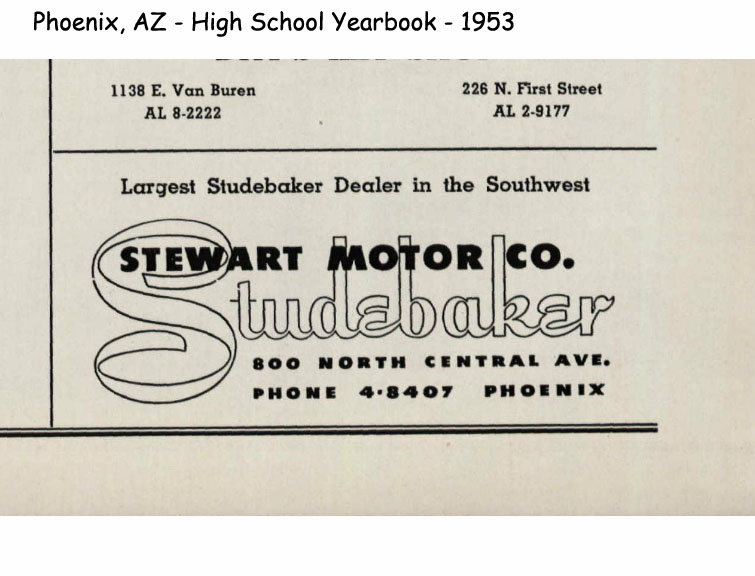 Phoenix, AZ - High School Yearbook - 1953
1138 E. Van Buren
AL 8-2222
226 N. First Street
AL 2-9177
Largest Studebaker Dealer in the Southwest
STEWART MOTOR CO.
Studebaker
800 NORTH CENTRAL AVE.
PHONE 4-8407 PHOENIX